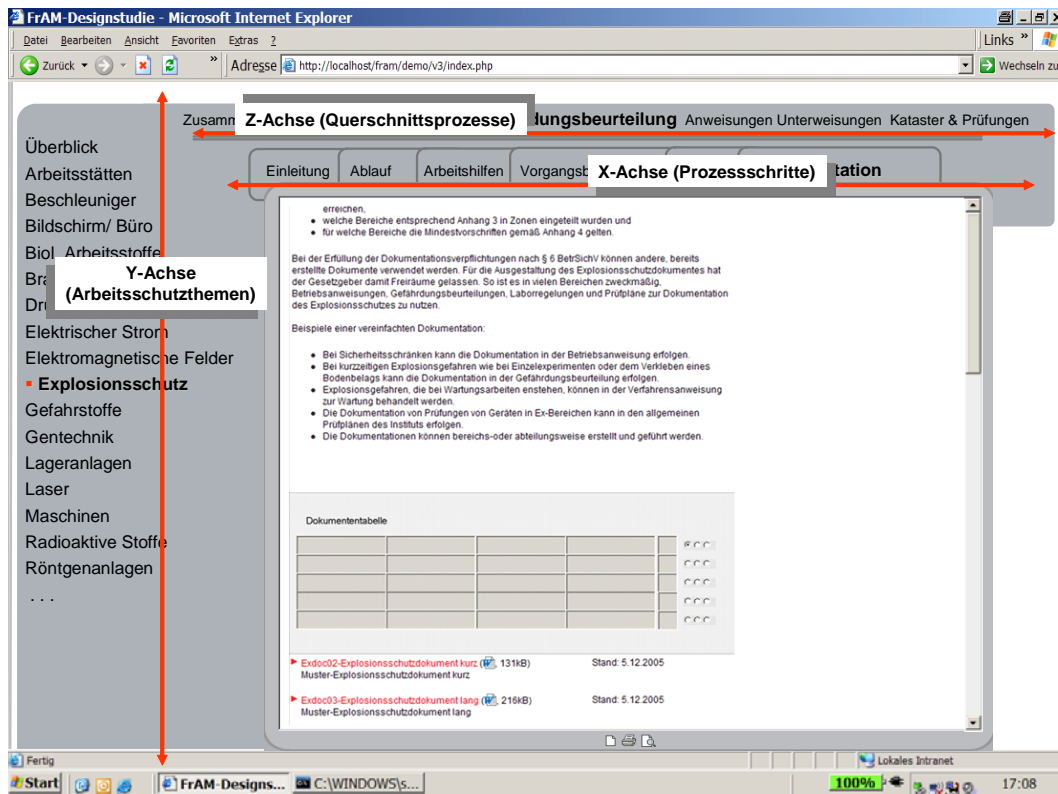 FrAM-Designstudie - Microsoft Internet Explorer
Datei Bearbeiten Ansicht Favoriten Extras ?
Links »
Zurück
» Adresse http://localhost/fram/demo/v3/index.php
Wechseln zu
Zusamm
Z-Achse (Querschnittsprozesse)
dungsbeurteilung Anweisungen Unterweisungen Kataster & Prüfungen
Einleitung Ablauf Arbeitshilfen Vorgangsb
X-Achse (Prozessschritte)
tation
Überblick
Arbeitsstätten
Beschleuniger
Bildschirm/ Büro
Biol. Arbeitsstoffe
Bra
Dru
Y-Achse
(Arbeitsschutzthemen)
Elektrischer Strom
Elektromagnetische Felder
Explosionsschutz
Gefahrstoffe
Gentechnik
Lageranlagen
Laser
Maschinen
Radioaktive Stoffe
Röntgenanlagen
. . .
erreichen,
• welche Bereiche entsprechend Anhang 3 in Zonen eingeteilt wurden und
• für welche Bereiche die Mindestvorschriften gemäß Anhang 4 gelten.
Bei der Erfüllung der Dokumentationsverpflichtungen nach § 6 BetrSichV können andere, bereits
erstellte Dokumente verwendet werden. Für die Ausgestaltung des Explosionsschutzdokumentes hat
der Gesetzgeber damit Freiräume gelassen. So ist es in vielen Bereichen zweckmäßig,
Betriebsanweisungen, Gefährdungsbeurteilungen, Laborregelungen und Prüfpläne zur Dokumentation
des Explosionsschutzes zu nutzen.
Beispiele einer vereinfachten Dokumentation:
• Bei Sicherheitsschränken kann die Dokumentation in der Betriebsanweisung erfolgen.
• Bei kurzzeitigen Explosionsgefahren wie bei Einzelexperimenten oder dem Verkleben eines
Bodenbelags kann die Dokumentation in der Gefährdungsbeurteilung erfolgen.
• Explosionsgefahren, die bei Wartungsarbeiten enstehen, können in der Verfahrensanweisung
zur Wartung behandelt werden.
• Die Dokumentation von Prüfungen von Geräten in Ex-Bereichen kann in den allgemeinen
Prüfplänen des Instituts erfolgen.
• Die Dokumentationen können bereichs-oder abteilungsweise erstellt und geführt werden.
Dokumententabelle
Exdoc02-Explosionsschutzdokument kurz (W, 131kB) Stand: 5.12.2005
Muster-Explosionsschutzdokument kurz
Exdoc03-Explosionsschutzdokument lang (W, 216kB) Stand: 5.12.2005
Muster-Explosionsschutzdokument lang
Fertig
Lokales Intranet
Start
FrAM-Designs...
C:\WINDOWS\s...
100%
17:08